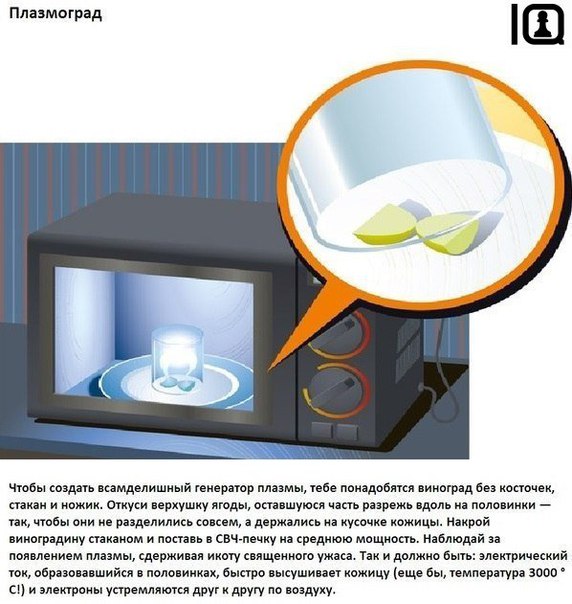 Плазмоград
IQ
Чтобы создать всамделишный генератор плазмы, тебе понадобятся виноград без косточек,
стакан и ножик. Откуси верхушку ягоды, оставшуюся часть разрежь вдоль на половинки —
так, чтобы они не разделились совсем, а держались на кусочке кожицы. Накрой
виноградину стаканом и поставь в СВЧ-печку на среднюю мощность. Наблюдай за
появлением плазмы, сдерживая икоту священного ужаса. Так и должно быть: электрический
ток, образовавшийся в половинках, быстро высушивает кожицу (еще бы, температура 3000 °
С!) и электроны устремляются друг к другу по воздуху.